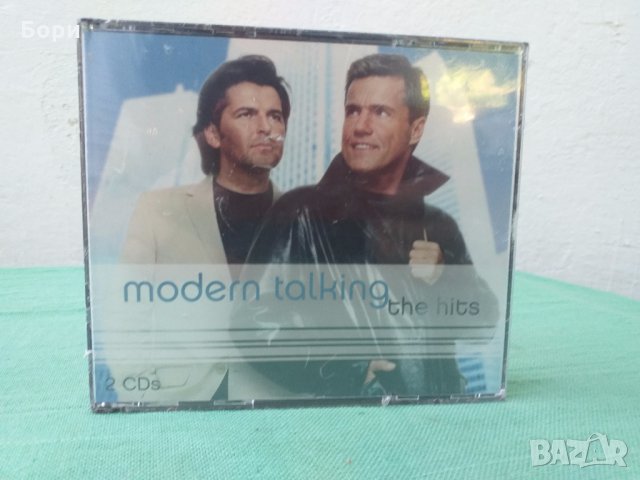 Бори
modern talking
the hits
2 CDs
BAZAR